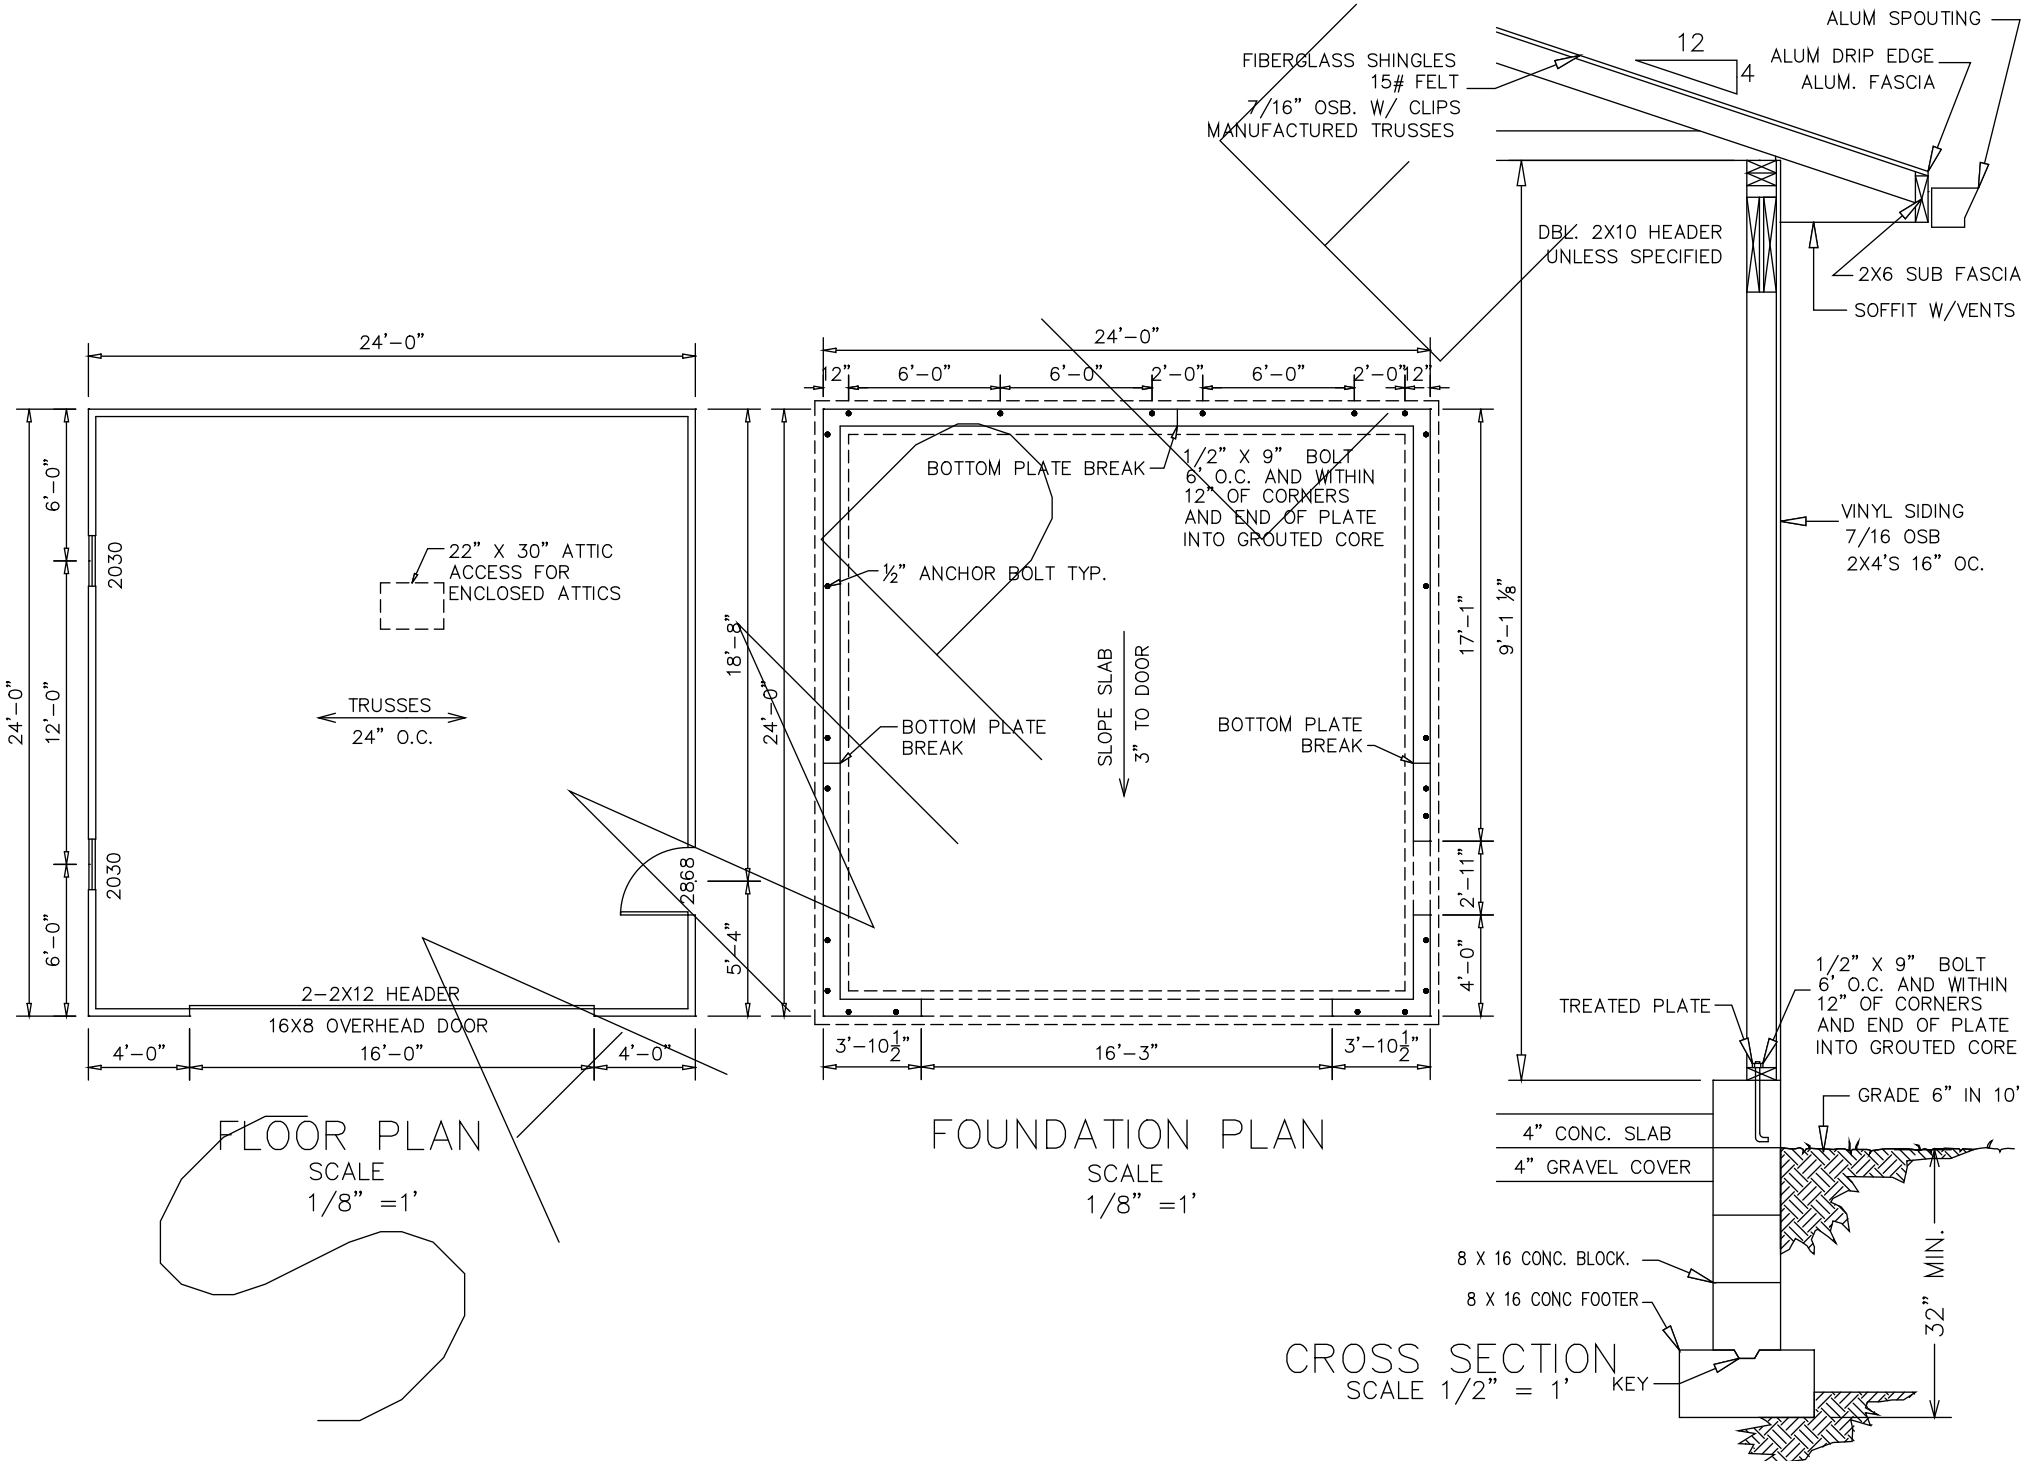 24'-0"
24'-0"
6'-0"
12'-0"
6'-0"
2030
2030
22" X 30" ATTIC
ACCESS FOR
ENCLOSED ATTICS
TRUSSES
24" O.C.
18'-8"
5'-4"
2868
2-2X12 HEADER
16X8 OVERHEAD DOOR
4'-0"
16'-0"
4'-0"
FLOOR PLAN
SCALE
1/8" =1'
24'-0"
12"
6'-0"
6'-0"
2'-0"
6'-0"
2'-0"
12"
24'-0"
BOTTOM PLATE BREAK
1/2" X 9" BOLT
6' O.C. AND WITHIN
12" OF CORNERS
AND END OF PLATE
INTO GROUTED CORE
½" ANCHOR BOLT TYP.
SLOPE SLAB
3" TO DOOR
BOTTOM PLATE
BREAK
BOTTOM PLATE
BREAK
17'-1"
2'-11"
4'-0"
3'-10½"
16'-3"
3'-10½"
FOUNDATION PLAN
SCALE
1/8" =1'
FIBERGLASS SHINGLES
15# FELT
7/16" OSB. W/ CLIPS
MANUFACTURED TRUSSES
12
4
ALUM SPOUTING
ALUM DRIP EDGE
ALUM. FASCIA
DBL. 2X10 HEADER
UNLESS SPECIFIED
2X6 SUB FASCIA
SOFFIT W/VENTS
9'-1 ⅛"
VINYL SIDING
7/16 OSB
2X4'S 16" OC.
TREATED PLATE
1/2" X 9" BOLT
6' O.C. AND WITHIN
12" OF CORNERS
AND END OF PLATE
INTO GROUTED CORE
GRADE 6" IN 10'
4" CONC. SLAB
4" GRAVEL COVER
8 X 16 CONC. BLOCK.
8 X 16 CONC FOOTER
32" MIN.
KEY
CROSS SECTION
SCALE 1/2" = 1'
SAMPLE